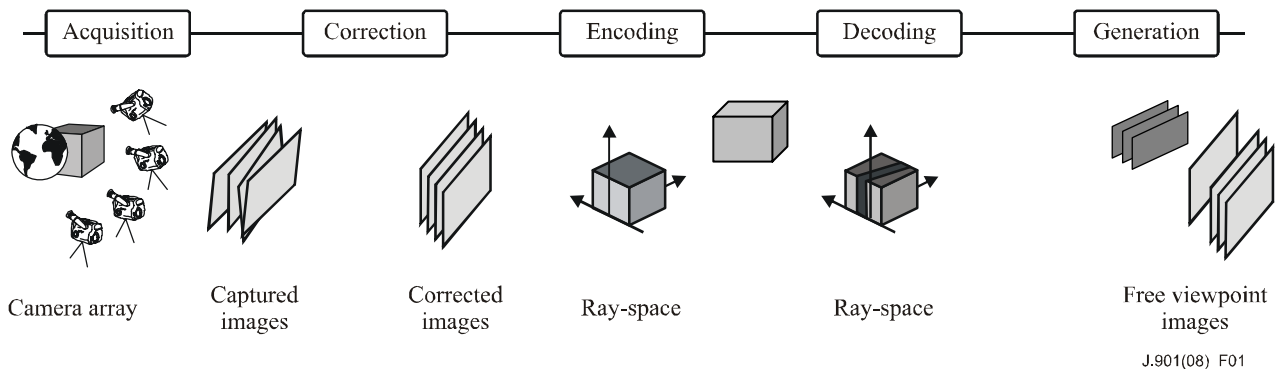 Acquisition
Correction
Encoding
Decoding
Generation
Camera array
Captured
images
Corrected
images
Ray-space
Ray-space
Free viewpoint
images
J.901(08)_F01